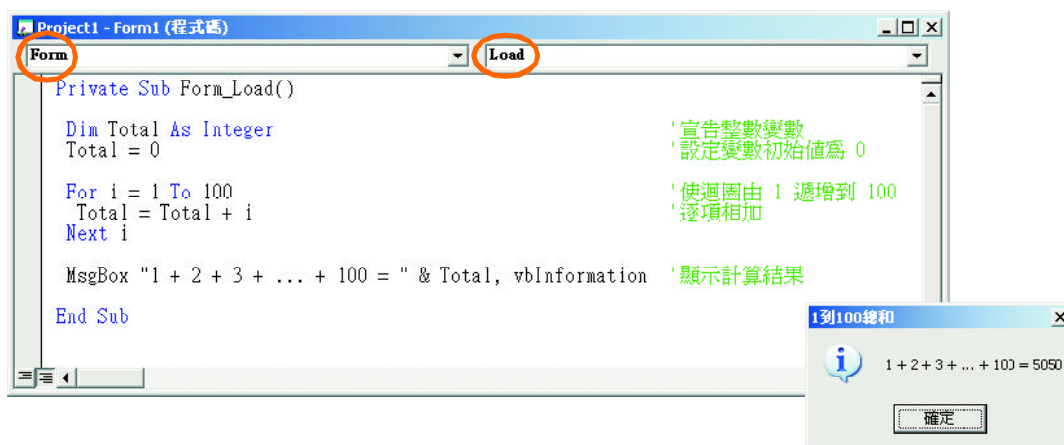 Project1 - Form1 (程式碼)
Form
Load
Private Sub Form_Load()
Dim Total As Integer '宣告整數變數
Total = 0 '設定變數初始值為 0
For i = 1 To 100 '使迴圈由 1 遞增到 100
Total = Total + i '逐項相加
Next i
MsgBox "1 + 2 + 3 + ... + 100 = " & Total, vbInformation '顯示計算結果
End Sub
1到100總和
1 + 2 + 3 + ... + 100 = 5050
確定